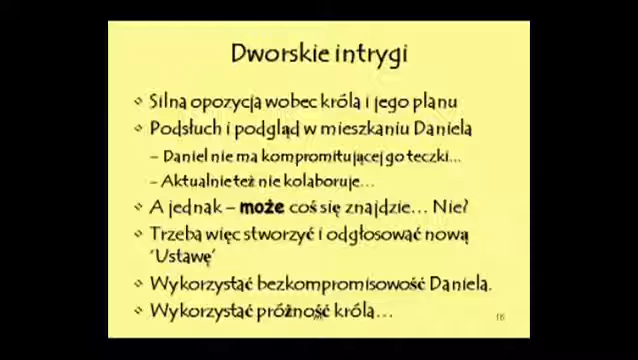 Dworskie intrygi
Silna opozycja wobec króla i jego planu
Podsłuch i podgląd w mieszkaniu Daniela
– Daniel nie ma kompromitującej go teczki...
– Aktualnie też nie kolaboruje...
A jednak – może coś się znajdzie... Nie?
Trzeba więc stworzyć i odgłosować nową
'Ustawę'
Wykorzystać bezkompromisowość Daniela.
Wykorzystać próżność króla...
16